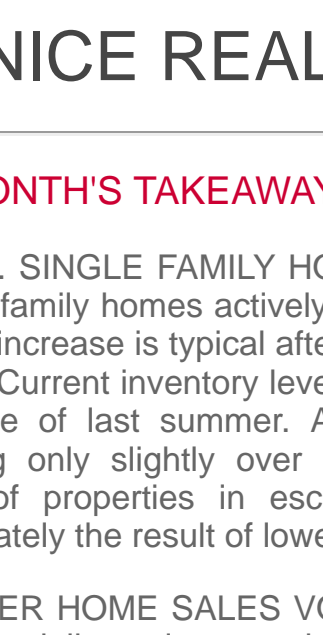 NICE REAL
ONTH'S TAKEAWAY
. SINGLE FAMILY HO
family homes actively
increase is typical afte
Current inventory leve
e of last summer. A
g only slightly over
of properties in esc
ately the result of lowe
ER HOME SALES VO